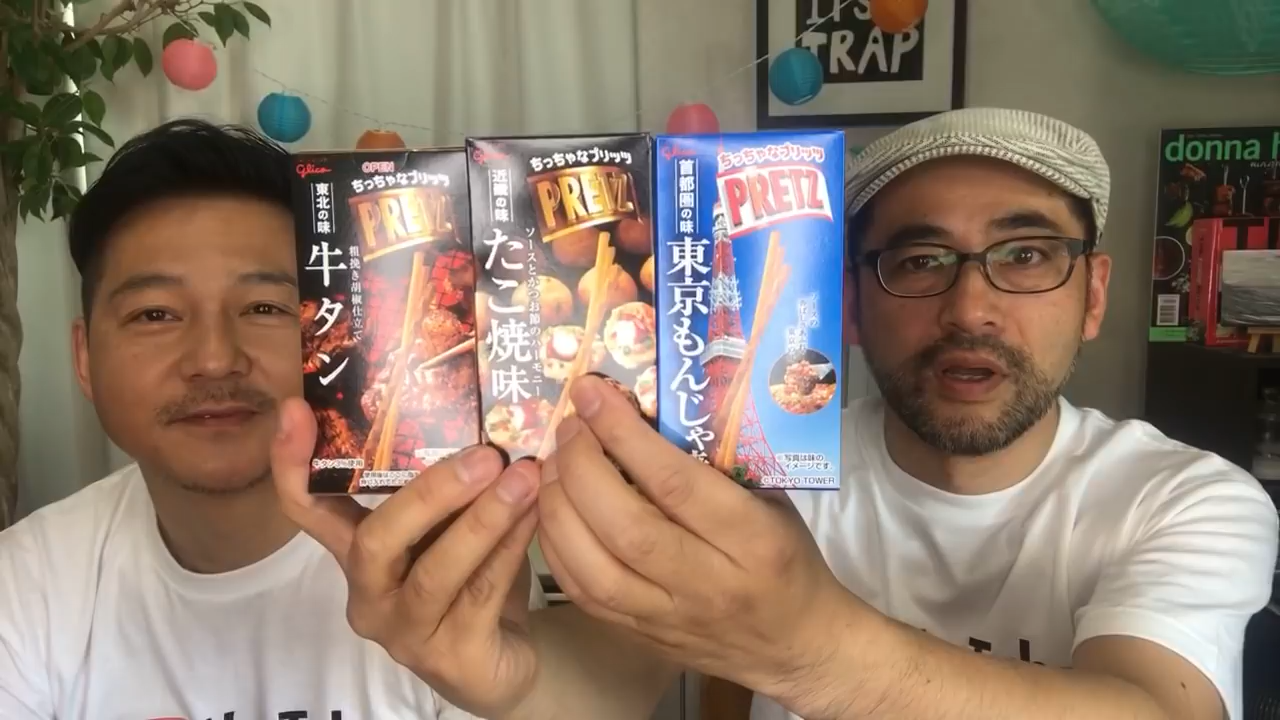 IT'S
TRAP
donna h
Glico
OPEN
ちっちゃなプリッツ
PRETZ
東北の味
牛タン
粗挽き胡椒仕立て
Glico
ちっちゃなプリッツ
PRETZ
近畿の味
たこ焼味
ソースとかつお節のハーモニー
Glico
ちっちゃなプリッツ
PRETZ
首都圏の味
東京もんじゃ
※写真は味の
イメージです
©TOKYO TOWER